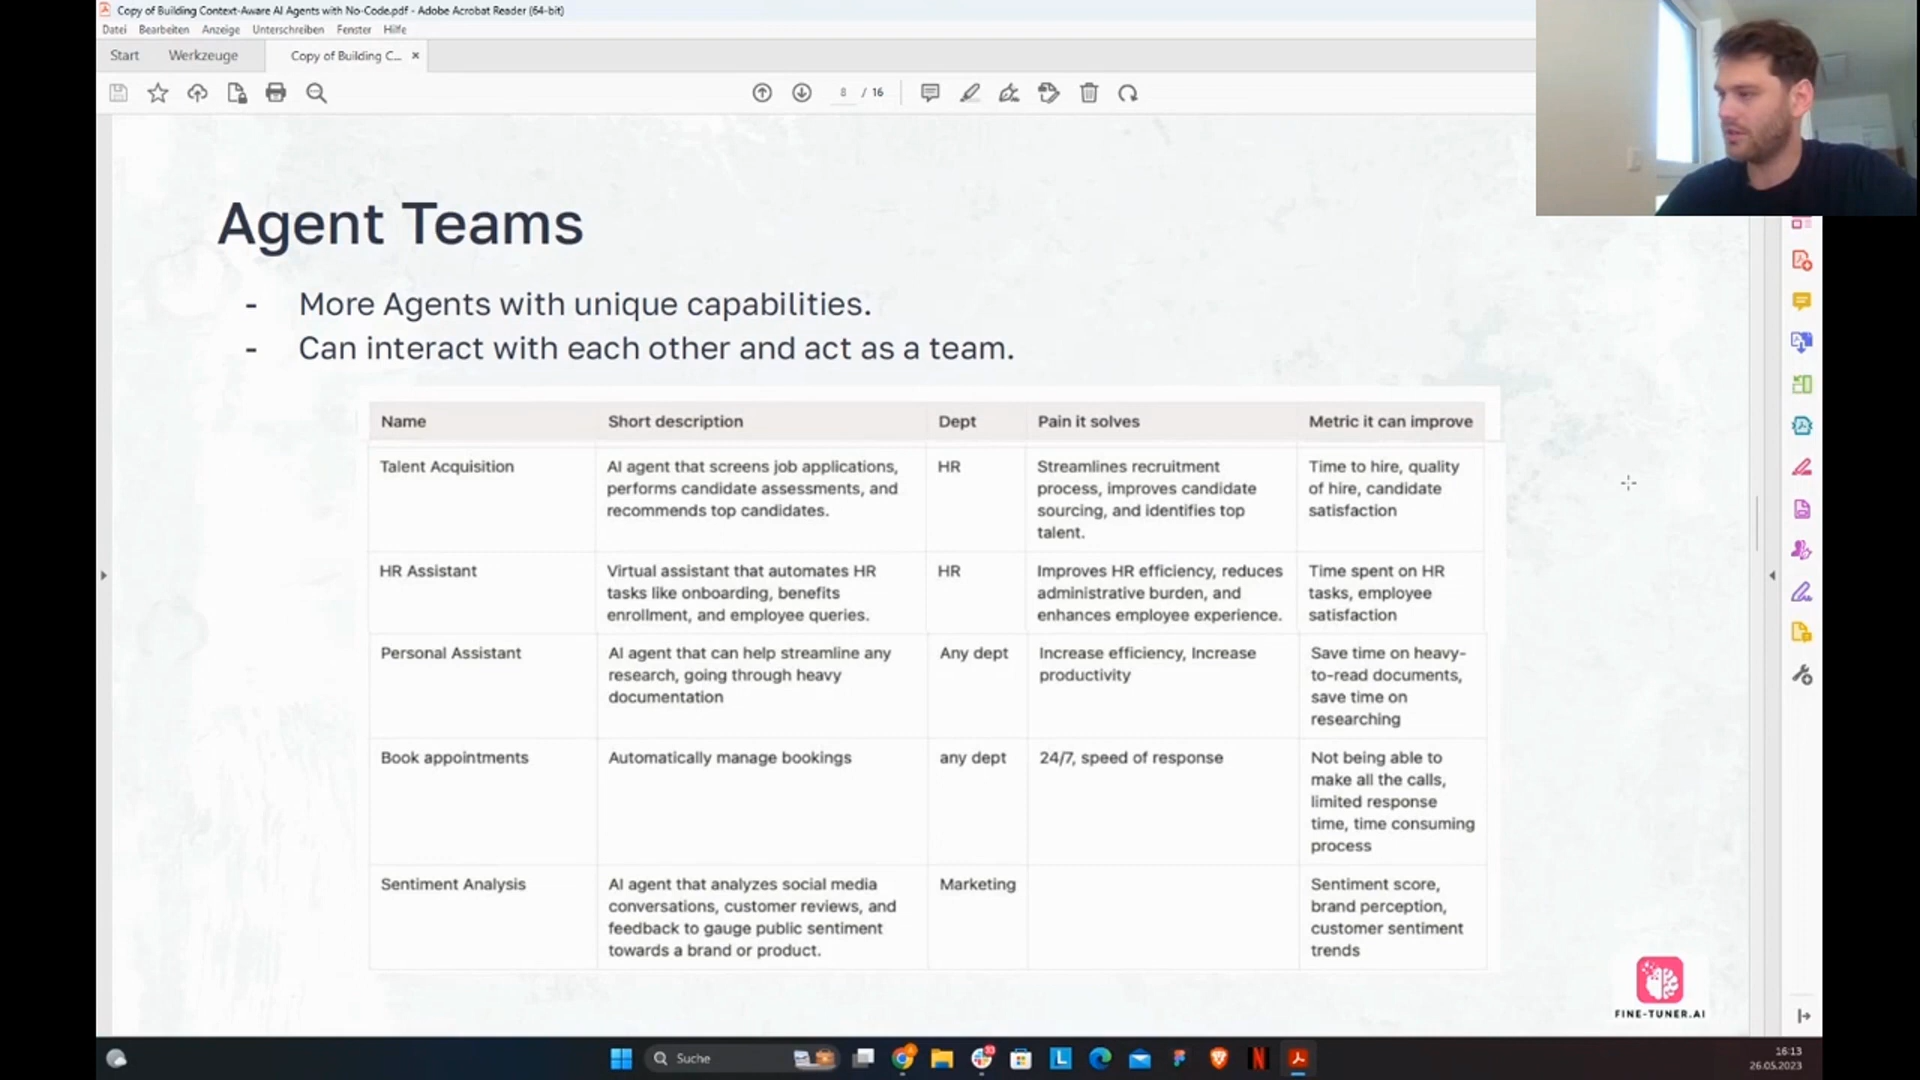 Copy of Building Context-Aware AI Agents with No-Code.pdf - Adobe Acrobat Reader (64-bit)
Datei Bearbeiten Anzeige Unterschreiben Fenster Hilfe
Start Werkzeuge Copy of Building C... ×
8 / 16
Agent Teams
- More Agents with unique capabilities.
- Can interact with each other and act as a team.
Name Short description Dept Pain it solves Metric it can improve
Talent Acquisition AI agent that screens job applications, HR Streamlines recruitment Time to hire, quality
performs candidate assessments, and process, improves candidate of hire, candidate
recommends top candidates. sourcing, and identifies top satisfaction
talent.
HR Assistant Virtual assistant that automates HR HR Improves HR efficiency, reduces Time spent on HR
tasks like onboarding, benefits administrative burden, and tasks, employee
enrollment, and employee queries. enhances employee experience. satisfaction
Personal Assistant AI agent that can help streamline any Any dept Increase efficiency, Increase Save time on heavy-
research, going through heavy productivity to-read documents,
documentation save time on
researching
Book appointments Automatically manage bookings any dept 24/7, speed of response Not being able to
make all the calls,
limited response
time, time consuming
process
Sentiment Analysis AI agent that analyzes social media Marketing Sentiment score,
conversations, customer reviews, and brand perception,
feedback to gauge public sentiment customer sentiment
towards a brand or product. trends
FINE-TUNER.AI
Suche
16:13
26.05.2023